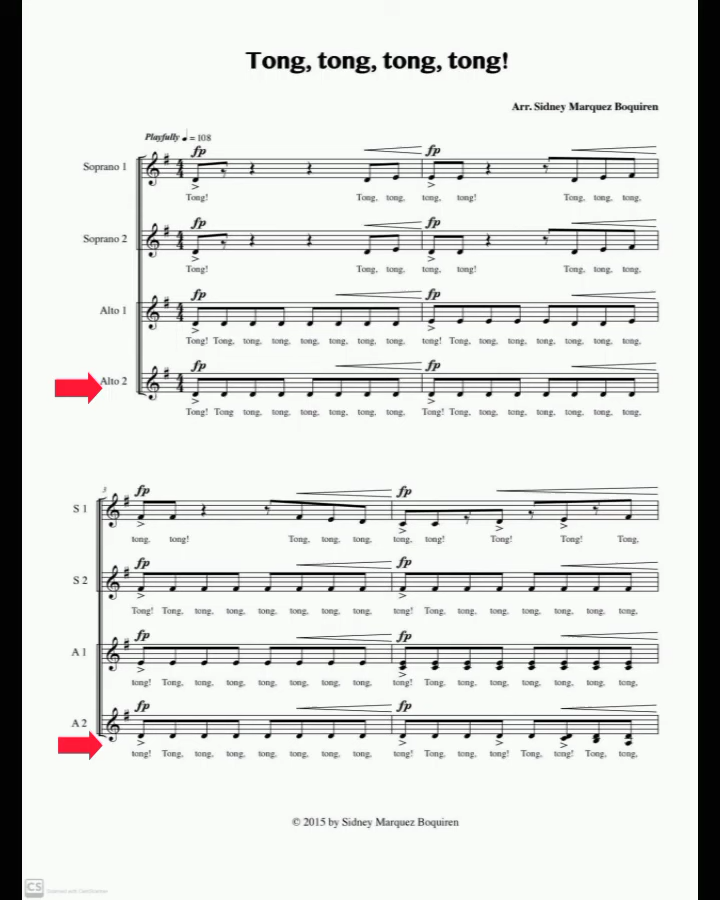 Tong, tong, tong, tong!
Arr. Sidney Marquez Boquiren
Playfully ♩ = 108
fp fp
Soprano 1
Tong! Tong, tong, tong, tong! Tong, tong, tong,
fp fp
Soprano 2
Tong! Tong, tong, tong, tong! Tong, tong, tong,
fp fp
Alto 1
Tong! Tong, tong, tong, tong, tong, tong, tong, tong! Tong, tong, tong, tong, tong, tong, tong,
fp fp
Alto 2
Tong! Tong tong, tong, tong, tong, tong, tong, Tong! Tong, tong, tong, tong, tong, tong, tong,
3
fp fp
S 1
tong, tong! Tong, tong, tong, tong, tong! Tong! Tong! Tong,
fp fp
S 2
Tong! Tong, tong, tong, tong, tong, tong, tong, tong! Tong, tong, tong, tong, tong, tong, tong,
fp fp
A 1
tong! Tong, tong, tong, tong, tong, tong, tong, tong! Tong, tong, tong, tong, tong, tong, tong,
fp fp
A 2
tong! Tong, tong, tong, tong, tong, tong, tong, tong! Tong, tong, tong! Tong, tong! Tong, tong,
© 2015 by Sidney Marquez Boquiren
CS
Scanned with CamScanner